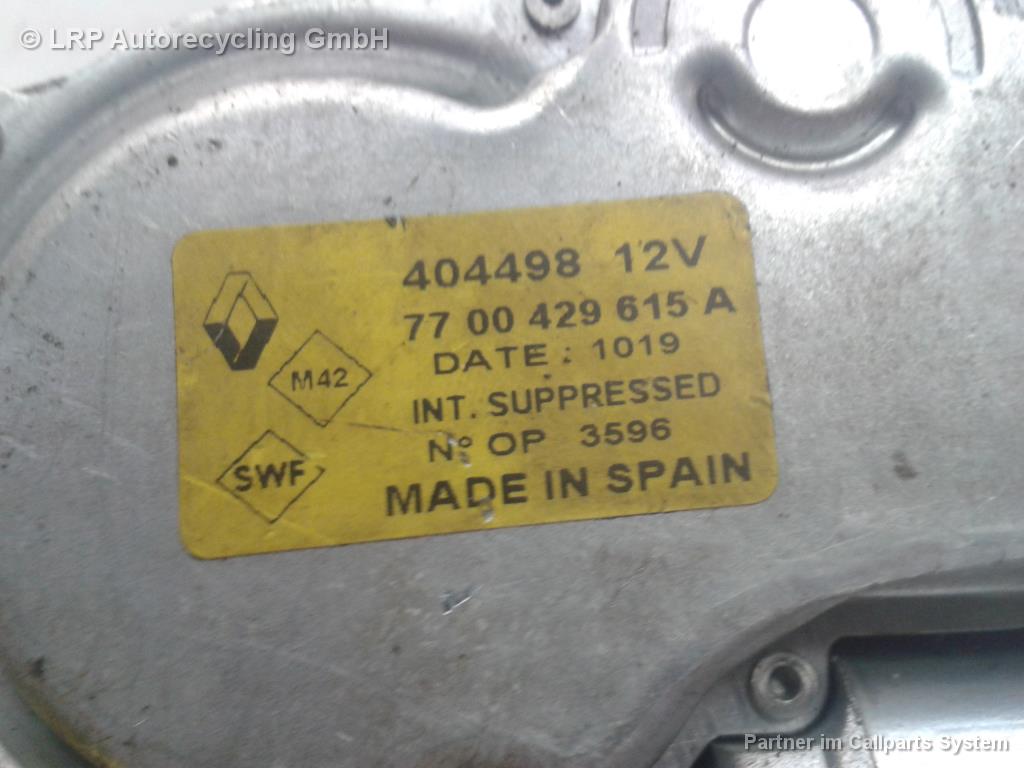 © LRP Autorecycling GmbH
404498 12V
77 00 429 615 A
DATE : 1019
M42
INT. SUPPRESSED
Nº OP 3596
SWF
MADE IN SPAIN
Partner im Callparts System